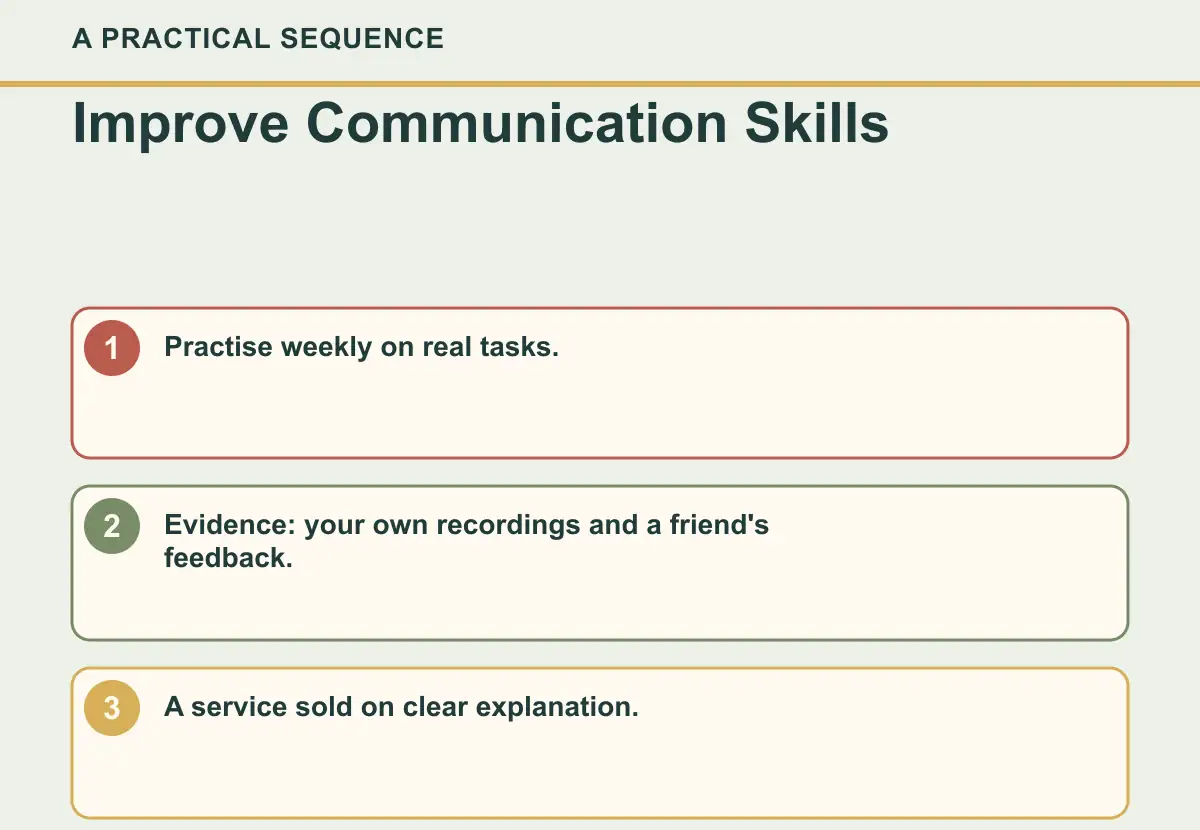 A PRACTICAL SEQUENCE
Improve Communication Skills
1
Practise weekly on real tasks.
2
Evidence: your own recordings and a friend's
feedback.
3
A service sold on clear explanation.